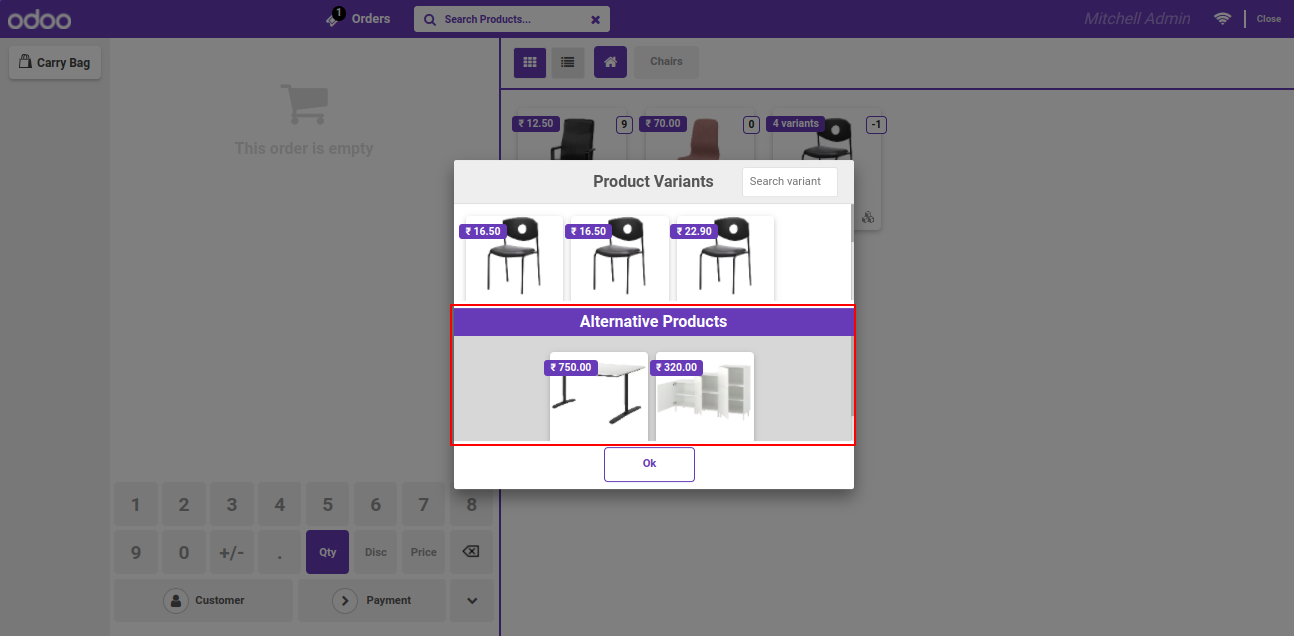 odoo
1
Orders
Search Products...
Mitchell Admin
Close
Carry Bag
This order is empty
Chairs
₹ 12.50
9
₹ 70.00
0
4 variants
-1
Product Variants
Search variant
₹ 16.50
₹ 16.50
₹ 22.90
Alternative Products
₹ 750.00
₹ 320.00
Ok
1 2 3 4 5 6 7 8
9 0 +/- . Qty Disc Price
Customer
Payment